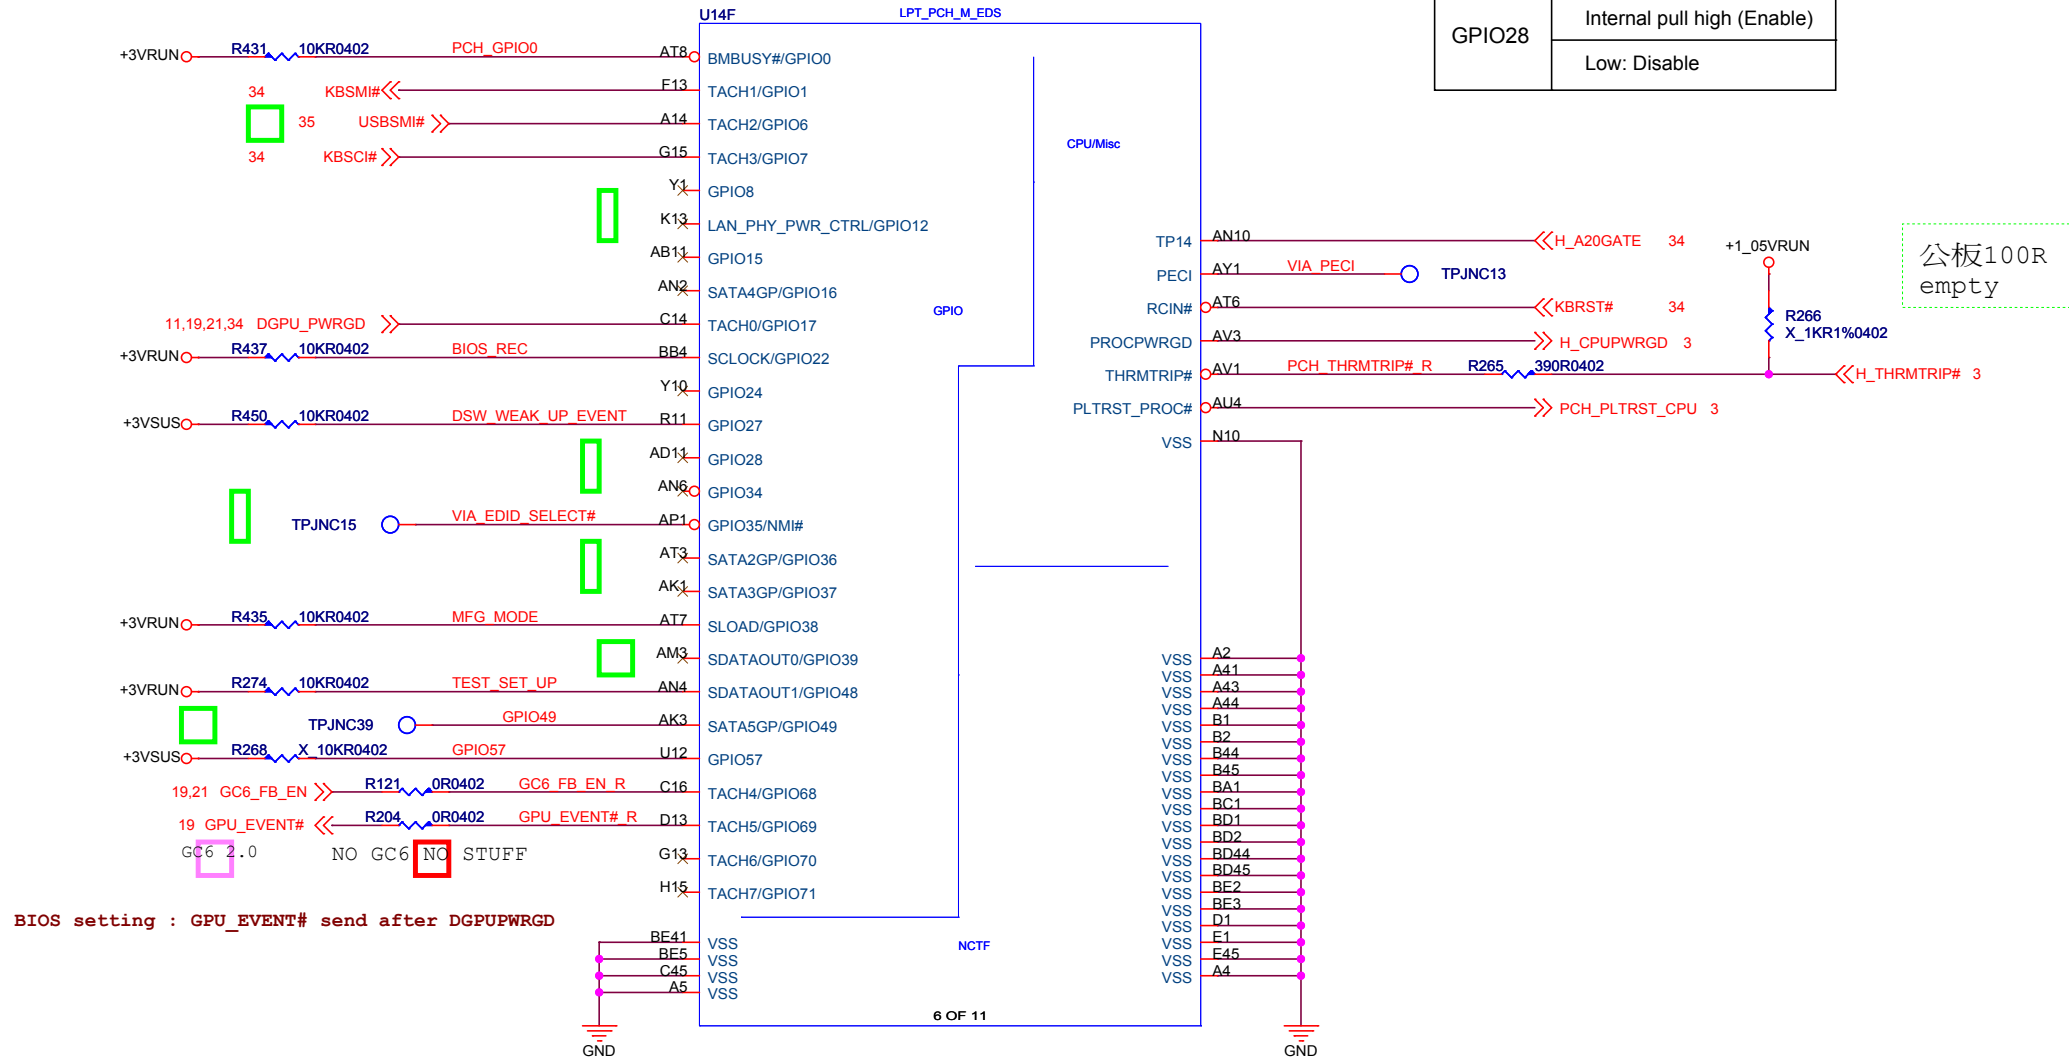 U14F
LPT_PCH_M_EDS
GPIO28
Internal pull high (Enable)
Low: Disable
+3VRUN R431 10KR0402 PCH_GPIO0 AT8 BMBUSY#/GPIO0
34 KBSMI# F13 TACH1/GPIO1
35 USBSMI# A14 TACH2/GPIO6
34 KBSCI# G15 TACH3/GPIO7
Y1 GPIO8
K13 LAN_PHY_PWR_CTRL/GPIO12
AB11 GPIO15
AN2 SATA4GP/GPIO16
11,19,21,34 DGPU_PWRGD C14 TACH0/GPIO17
+3VRUN R437 10KR0402 BIOS_REC BB4 SCLOCK/GPIO22
Y10 GPIO24
+3VSUS R450 10KR0402 DSW_WEAK_UP_EVENT R11 GPIO27
AD11 GPIO28
AN6 GPIO34
TPJNC15 VIA_EDID_SELECT# AP1 GPIO35/NMI#
AT3 SATA2GP/GPIO36
AK1 SATA3GP/GPIO37
+3VRUN R435 10KR0402 MFG_MODE AT7 SLOAD/GPIO38
AM3 SDATAOUT0/GPIO39
+3VRUN R274 10KR0402 TEST_SET_UP AN4 SDATAOUT1/GPIO48
TPJNC39 GPIO49 AK3 SATA5GP/GPIO49
+3VSUS R268 X_10KR0402 GPIO57 U12 GPIO57
19,21 GC6_FB_EN R121 0R0402 GC6_FB_EN_R C16 TACH4/GPIO68
19 GPU_EVENT# R204 0R0402 GPU_EVENT#_R D13 TACH5/GPIO69
GC6 2.0 NO GC6 NO STUFF
G13 TACH6/GPIO70
H15 TACH7/GPIO71
BIOS setting : GPU_EVENT# send after DGPUPWRGD
BE41 VSS
BE5 VSS
C45 VSS
A5 VSS
GND
CPU/Misc
GPIO
NCTF
6 OF 11
TP14 AN10 H_A20GATE 34
PECI AY1 VIA_PECI TPJNC13
RCIN# AT6 KBRST# 34
PROCPWRGD AV3 H_CPUPWRGD 3
THRMTRIP# AV1 PCH_THRMTRIP#_R R265 390R0402 H_THRMTRIP# 3
PLTRST_PROC# AU4 PCH_PLTRST_CPU 3
VSS N10
+1_05VRUN
R266
X_1KR1%0402
公板100R
empty
VSS A2
VSS A41
VSS A43
VSS A44
VSS B1
VSS B2
VSS B44
VSS B45
VSS BA1
VSS BC1
VSS BD1
VSS BD2
VSS BD44
VSS BD45
VSS BE2
VSS BE3
VSS D1
VSS E1
VSS E45
VSS A4
GND